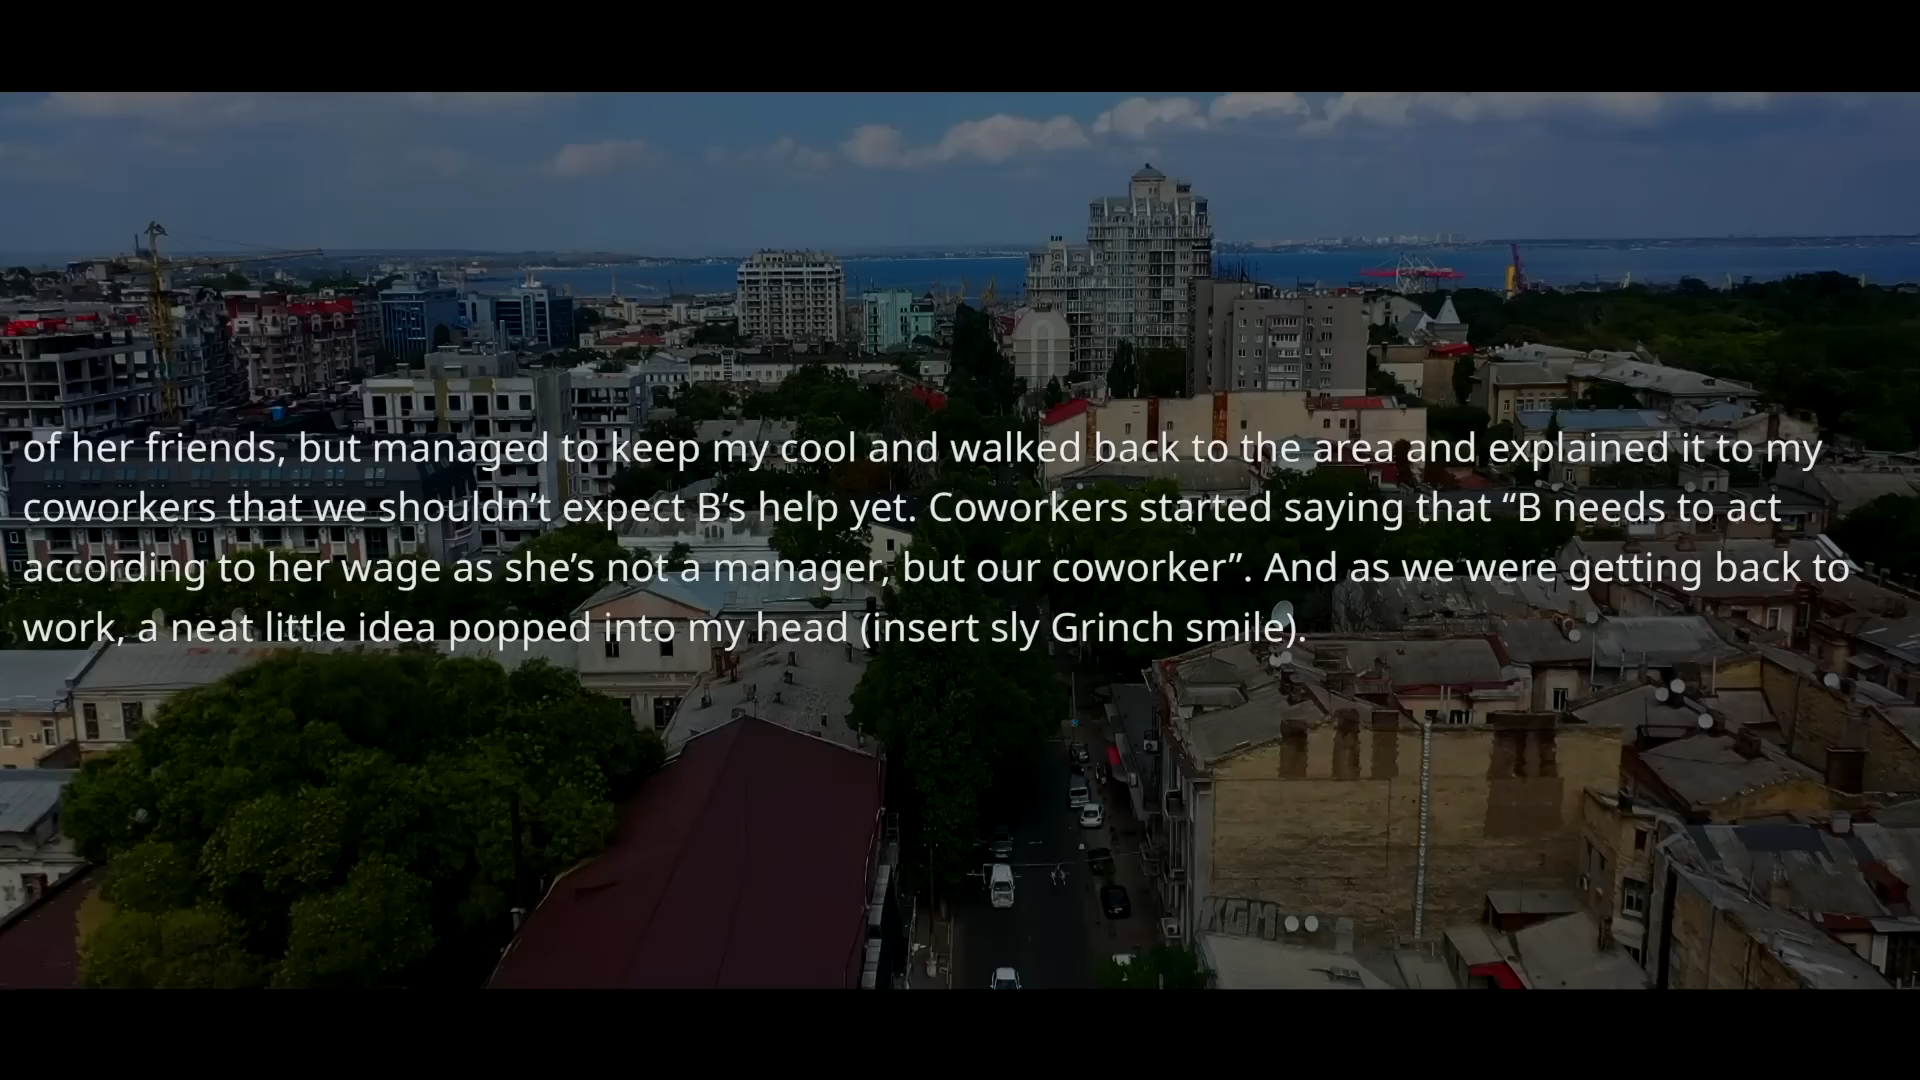 of her friends, but managed to keep my cool and walked back to the area and explained it to my
coworkers that we shouldn’t expect B’s help yet. Coworkers started saying that “B needs to act
according to her wage as she’s not a manager, but our coworker”. And as we were getting back to
work, a neat little idea popped into my head (insert sly Grinch smile).